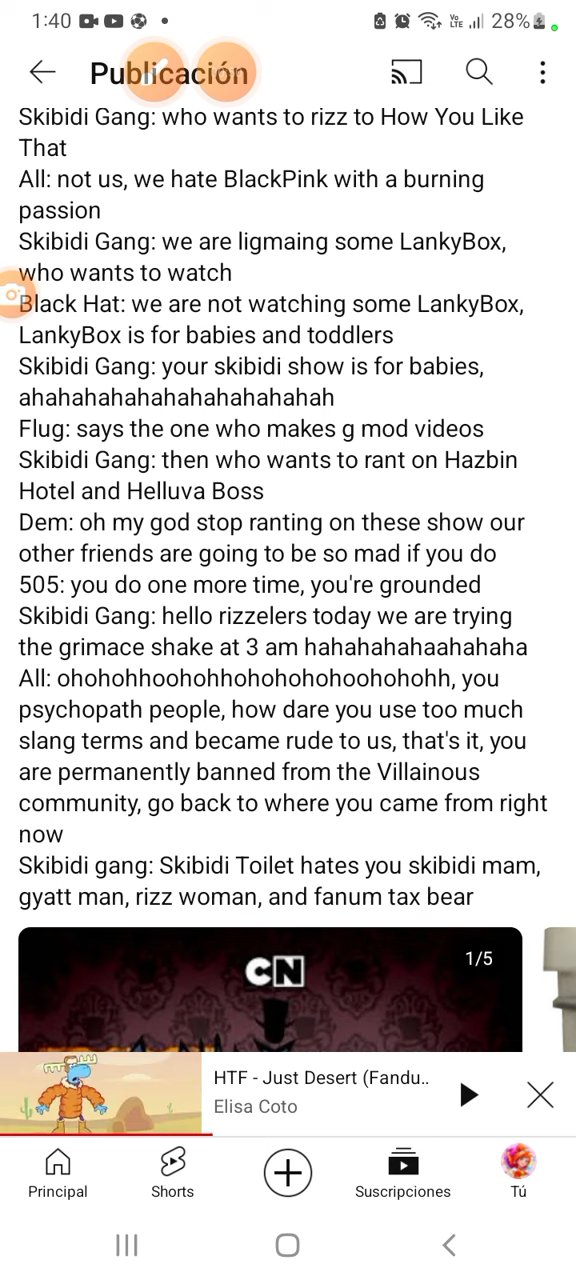 1:40
Vo
LTE
28%
Publicación
Skibidi Gang: who wants to rizz to How You Like
That
All: not us, we hate BlackPink with a burning
passion
Skibidi Gang: we are ligmaing some LankyBox,
who wants to watch
Black Hat: we are not watching some LankyBox,
LankyBox is for babies and toddlers
Skibidi Gang: your skibidi show is for babies,
ahahahahahahahahahahah
Flug: says the one who makes g mod videos
Skibidi Gang: then who wants to rant on Hazbin
Hotel and Helluva Boss
Dem: oh my god stop ranting on these show our
other friends are going to be so mad if you do
505: you do one more time, you're grounded
Skibidi Gang: hello rizzelers today we are trying
the grimace shake at 3 am hahahahahaahahaha
All: ohohohhoohohhohohohohoohohohh, you
psychopath people, how dare you use too much
slang terms and became rude to us, that's it, you
are permanently banned from the Villainous
community, go back to where you came from right
now
Skibidi gang: Skibidi Toilet hates you skibidi mam,
gyatt man, rizz woman, and fanum tax bear
CN
1/5
HTF - Just Desert (Fandu..
Elisa Coto
Principal
Shorts
Suscripciones
Tú